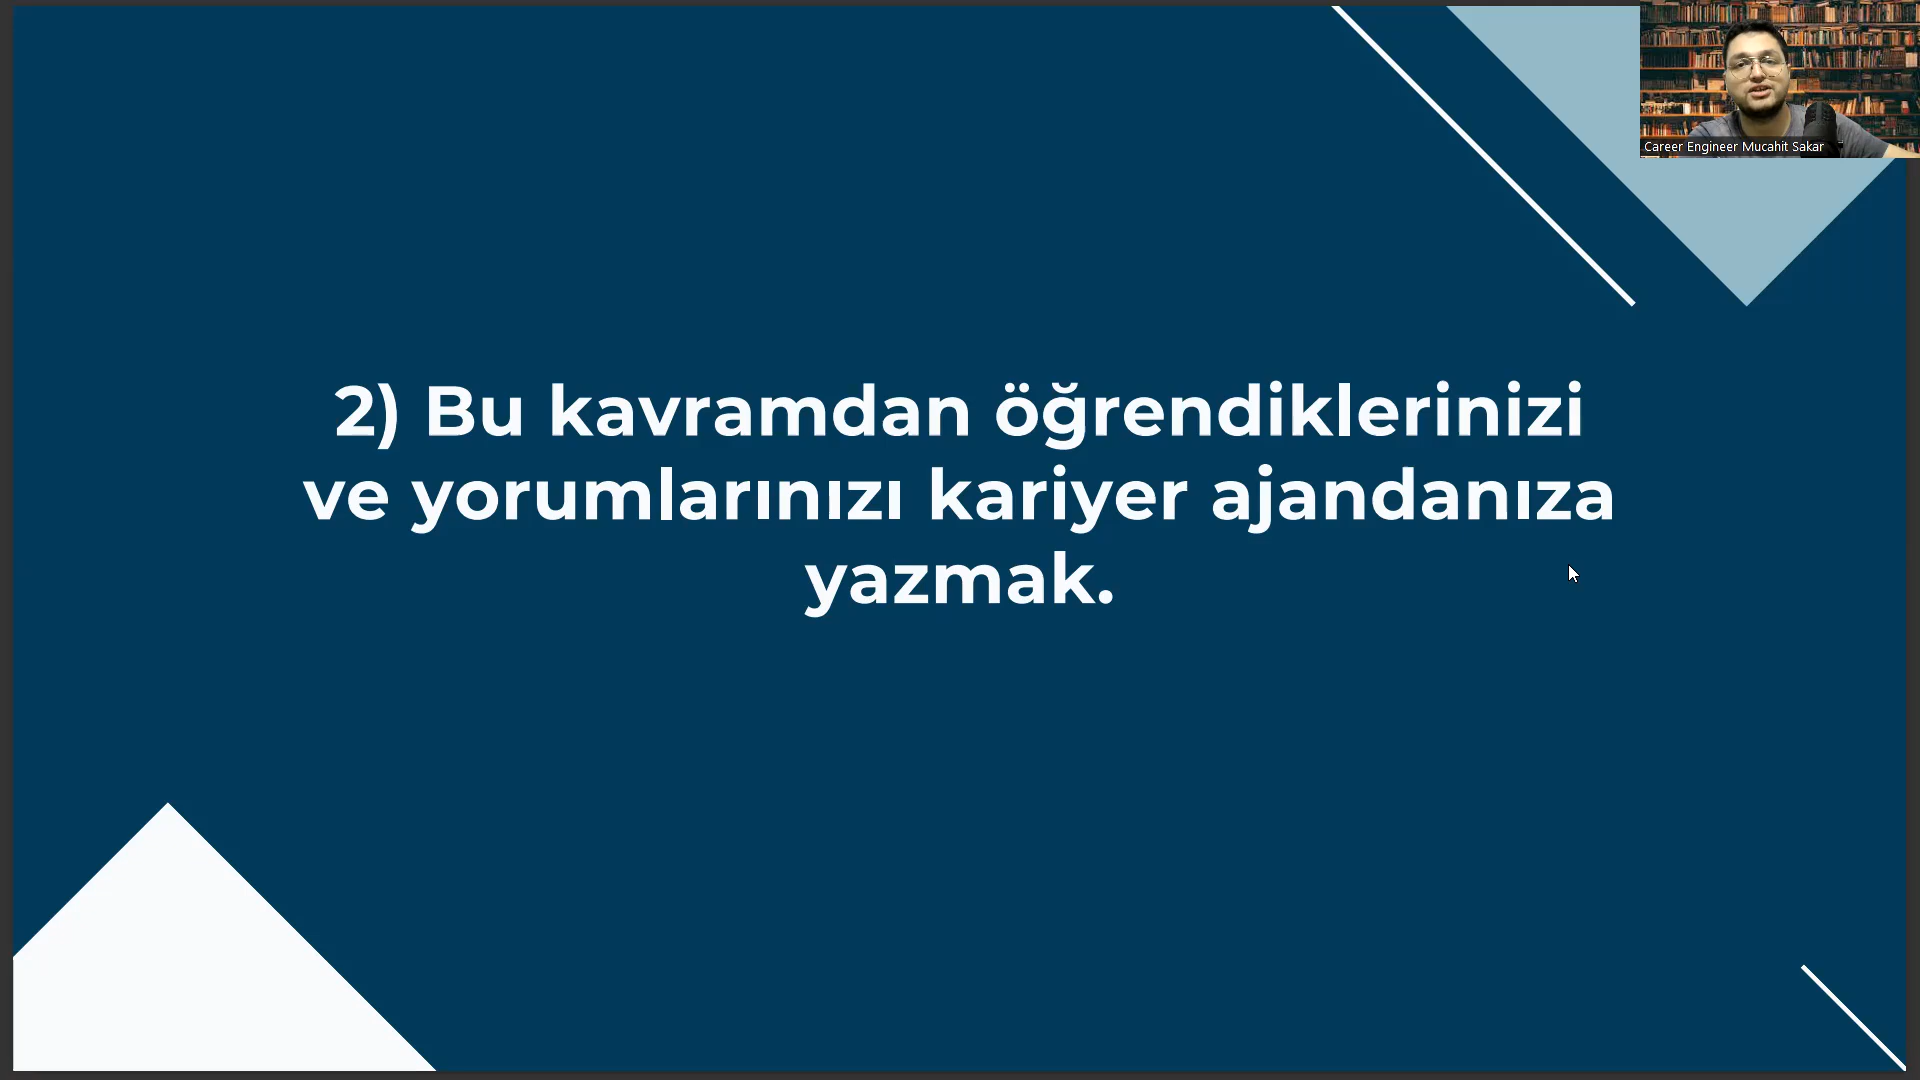 Career Engineer Mucahit Sakar
2) Bu kavramdan öğrendiklerinizi
ve yorumlarınızı kariyer ajandanıza
yazmak.